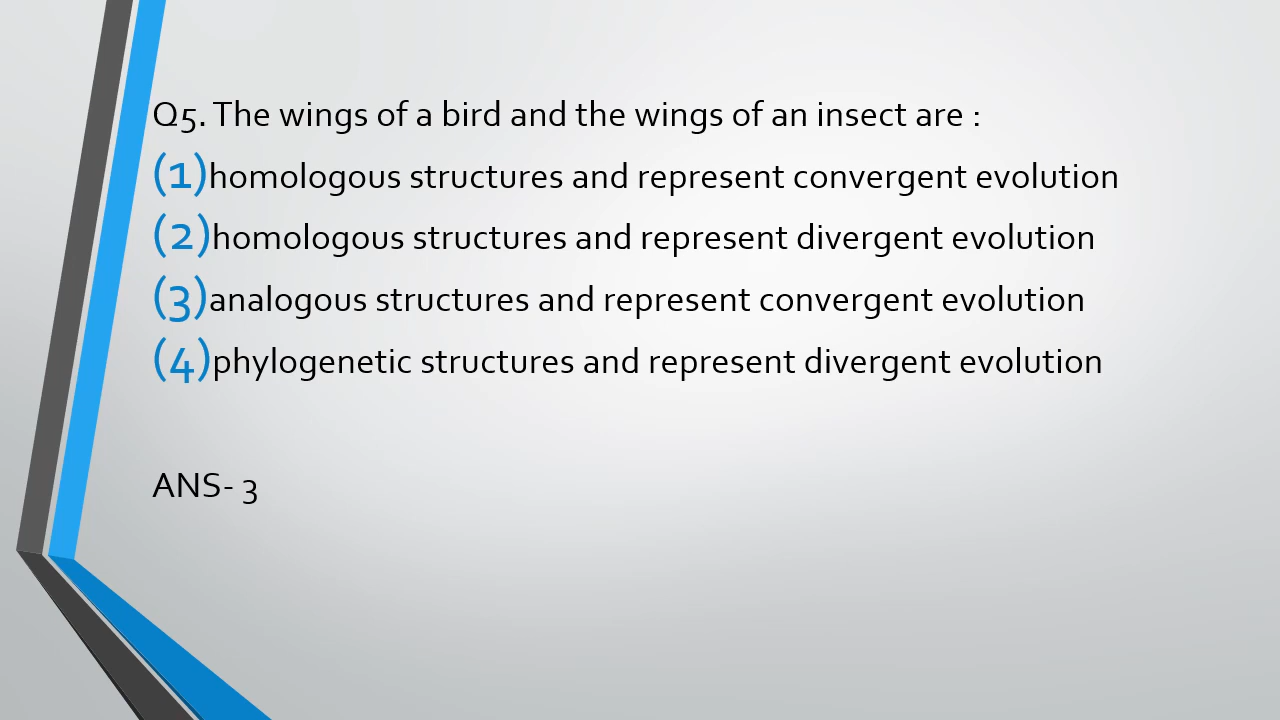 Q5. The wings of a bird and the wings of an insect are :
(1)homologous structures and represent convergent evolution
(2)homologous structures and represent divergent evolution
(3)analogous structures and represent convergent evolution
(4)phylogenetic structures and represent divergent evolution
ANS- 3